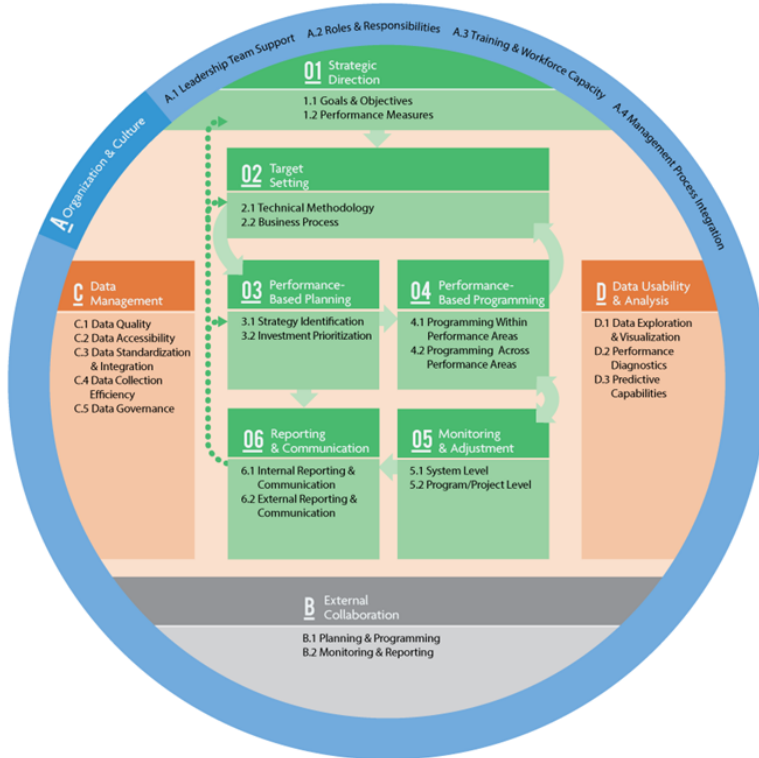 A Organization & Culture
A.1 Leadership Team Support
A.2 Roles & Responsibilities
A.3 Training & Workforce Capacity
A.4 Management Process Integration
01 Strategic
Direction
1.1 Goals & Objectives
1.2 Performance Measures
02 Target
Setting
2.1 Technical Methodology
2.2 Business Process
C Data
Management
C.1 Data Quality
C.2 Data Accessibility
C.3 Data Standardization
& Integration
C.4 Data Collection
Efficiency
C.5 Data Governance
03 Performance-
Based Planning
3.1 Strategy Identification
3.2 Investment Prioritization
04 Performance-
Based Programming
4.1 Programming Within
Performance Areas
4.2 Programming Across
Performance Areas
D Data Usability
& Analysis
D.1 Data Exploration
& Visualization
D.2 Performance
Diagnostics
D.3 Predictive
Capabilities
06 Reporting
& Communication
6.1 Internal Reporting &
Communication
6.2 External Reporting &
Communication
05 Monitoring
& Adjustment
5.1 System Level
5.2 Program/Project Level
B External
Collaboration
B.1 Planning & Programming
B.2 Monitoring & Reporting